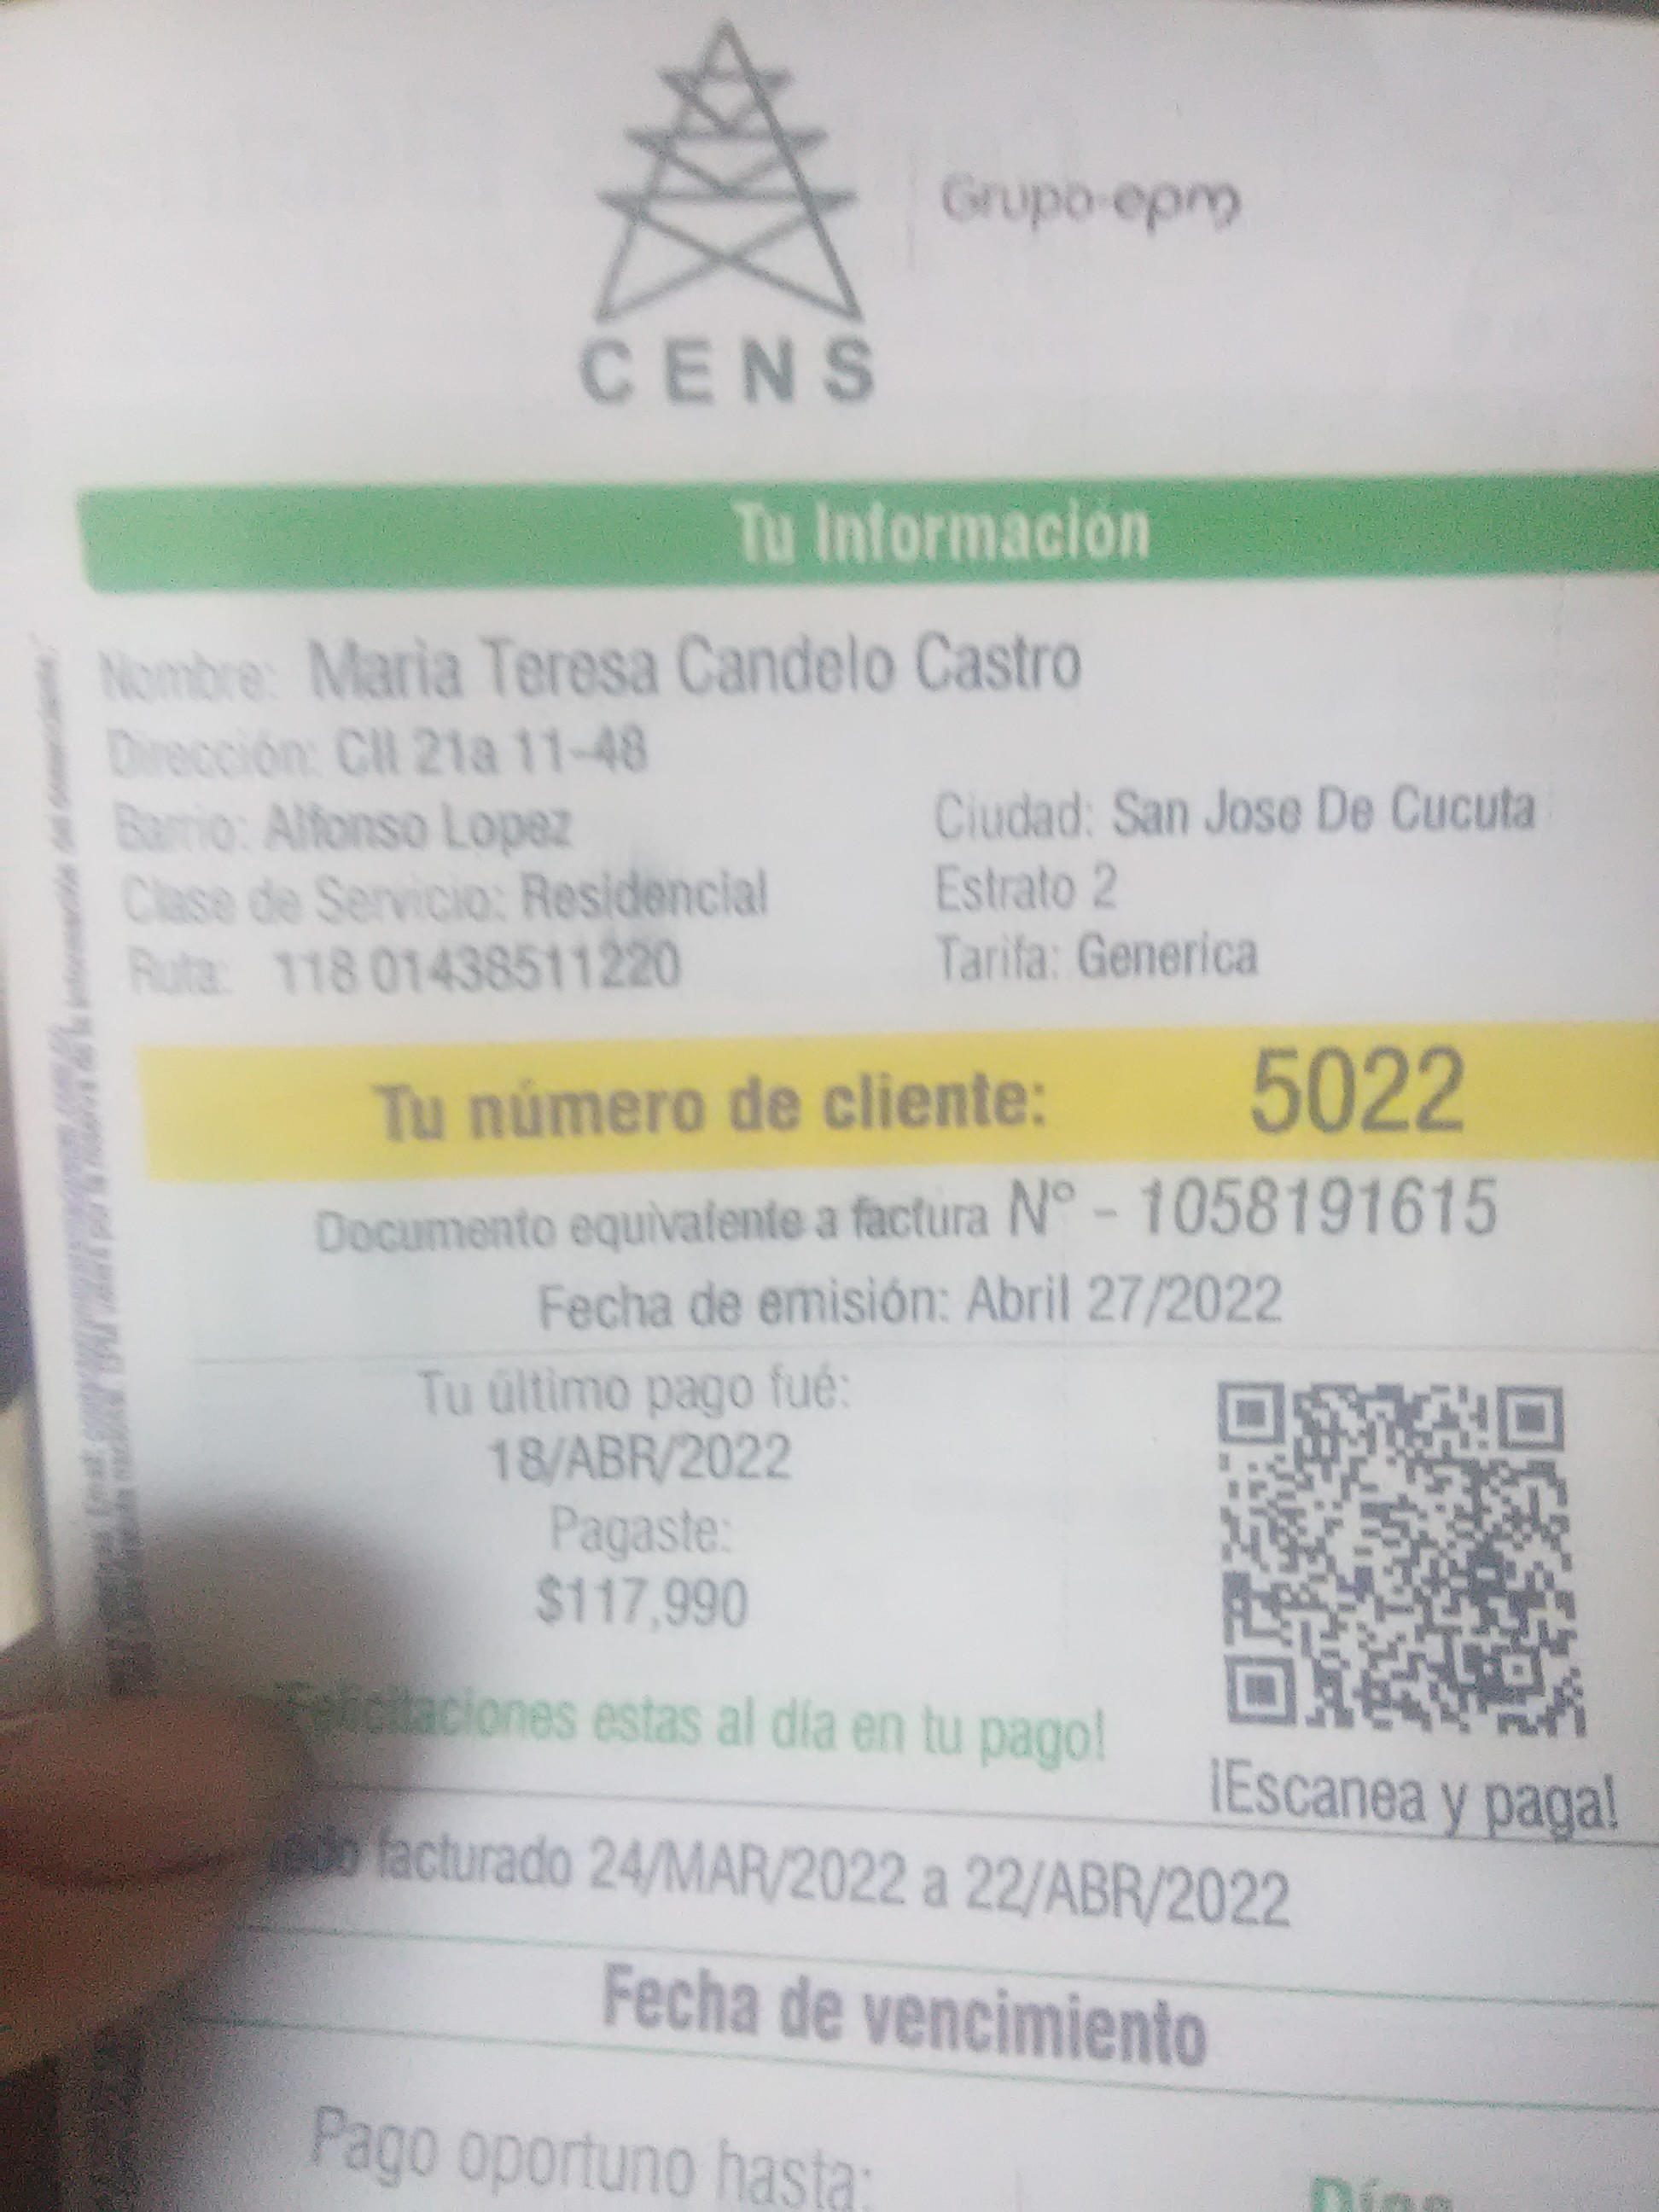 Grupo·epm
CENS
Tu Información
Nombre: Maria Teresa Candelo Castro
Dirección: Cll 21a 11-48
Barrio: Alfonso Lopez
Ciudad: San Jose De Cucuta
Clase de Servicio: Residencial
Estrato 2
Ruta: 118 01438511220
Tarifa: Generica
Tu número de cliente: 5022
Documento equivalente a factura N° - 1058191615
Fecha de emisión: Abril 27/2022
Tu último pago fué:
18/ABR/2022
Pagaste:
$117,990
Felicitaciones estas al día en tu pago!
¡Escanea y paga!
facturado 24/MAR/2022 a 22/ABR/2022
Fecha de vencimiento
Pago oportuno hasta:
Días